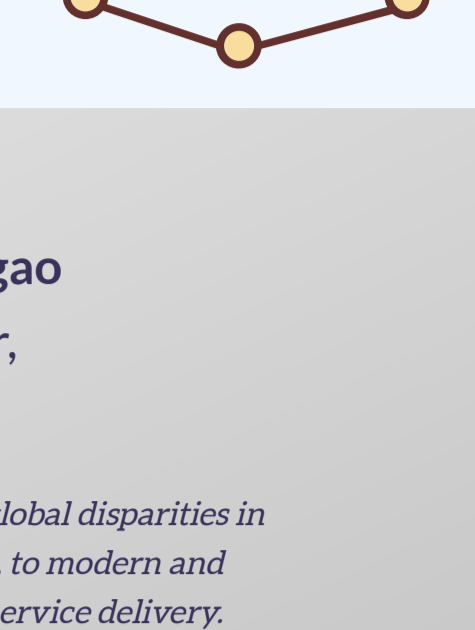 gao
r,
lobal disparities in
, to modern and
ervice delivery.